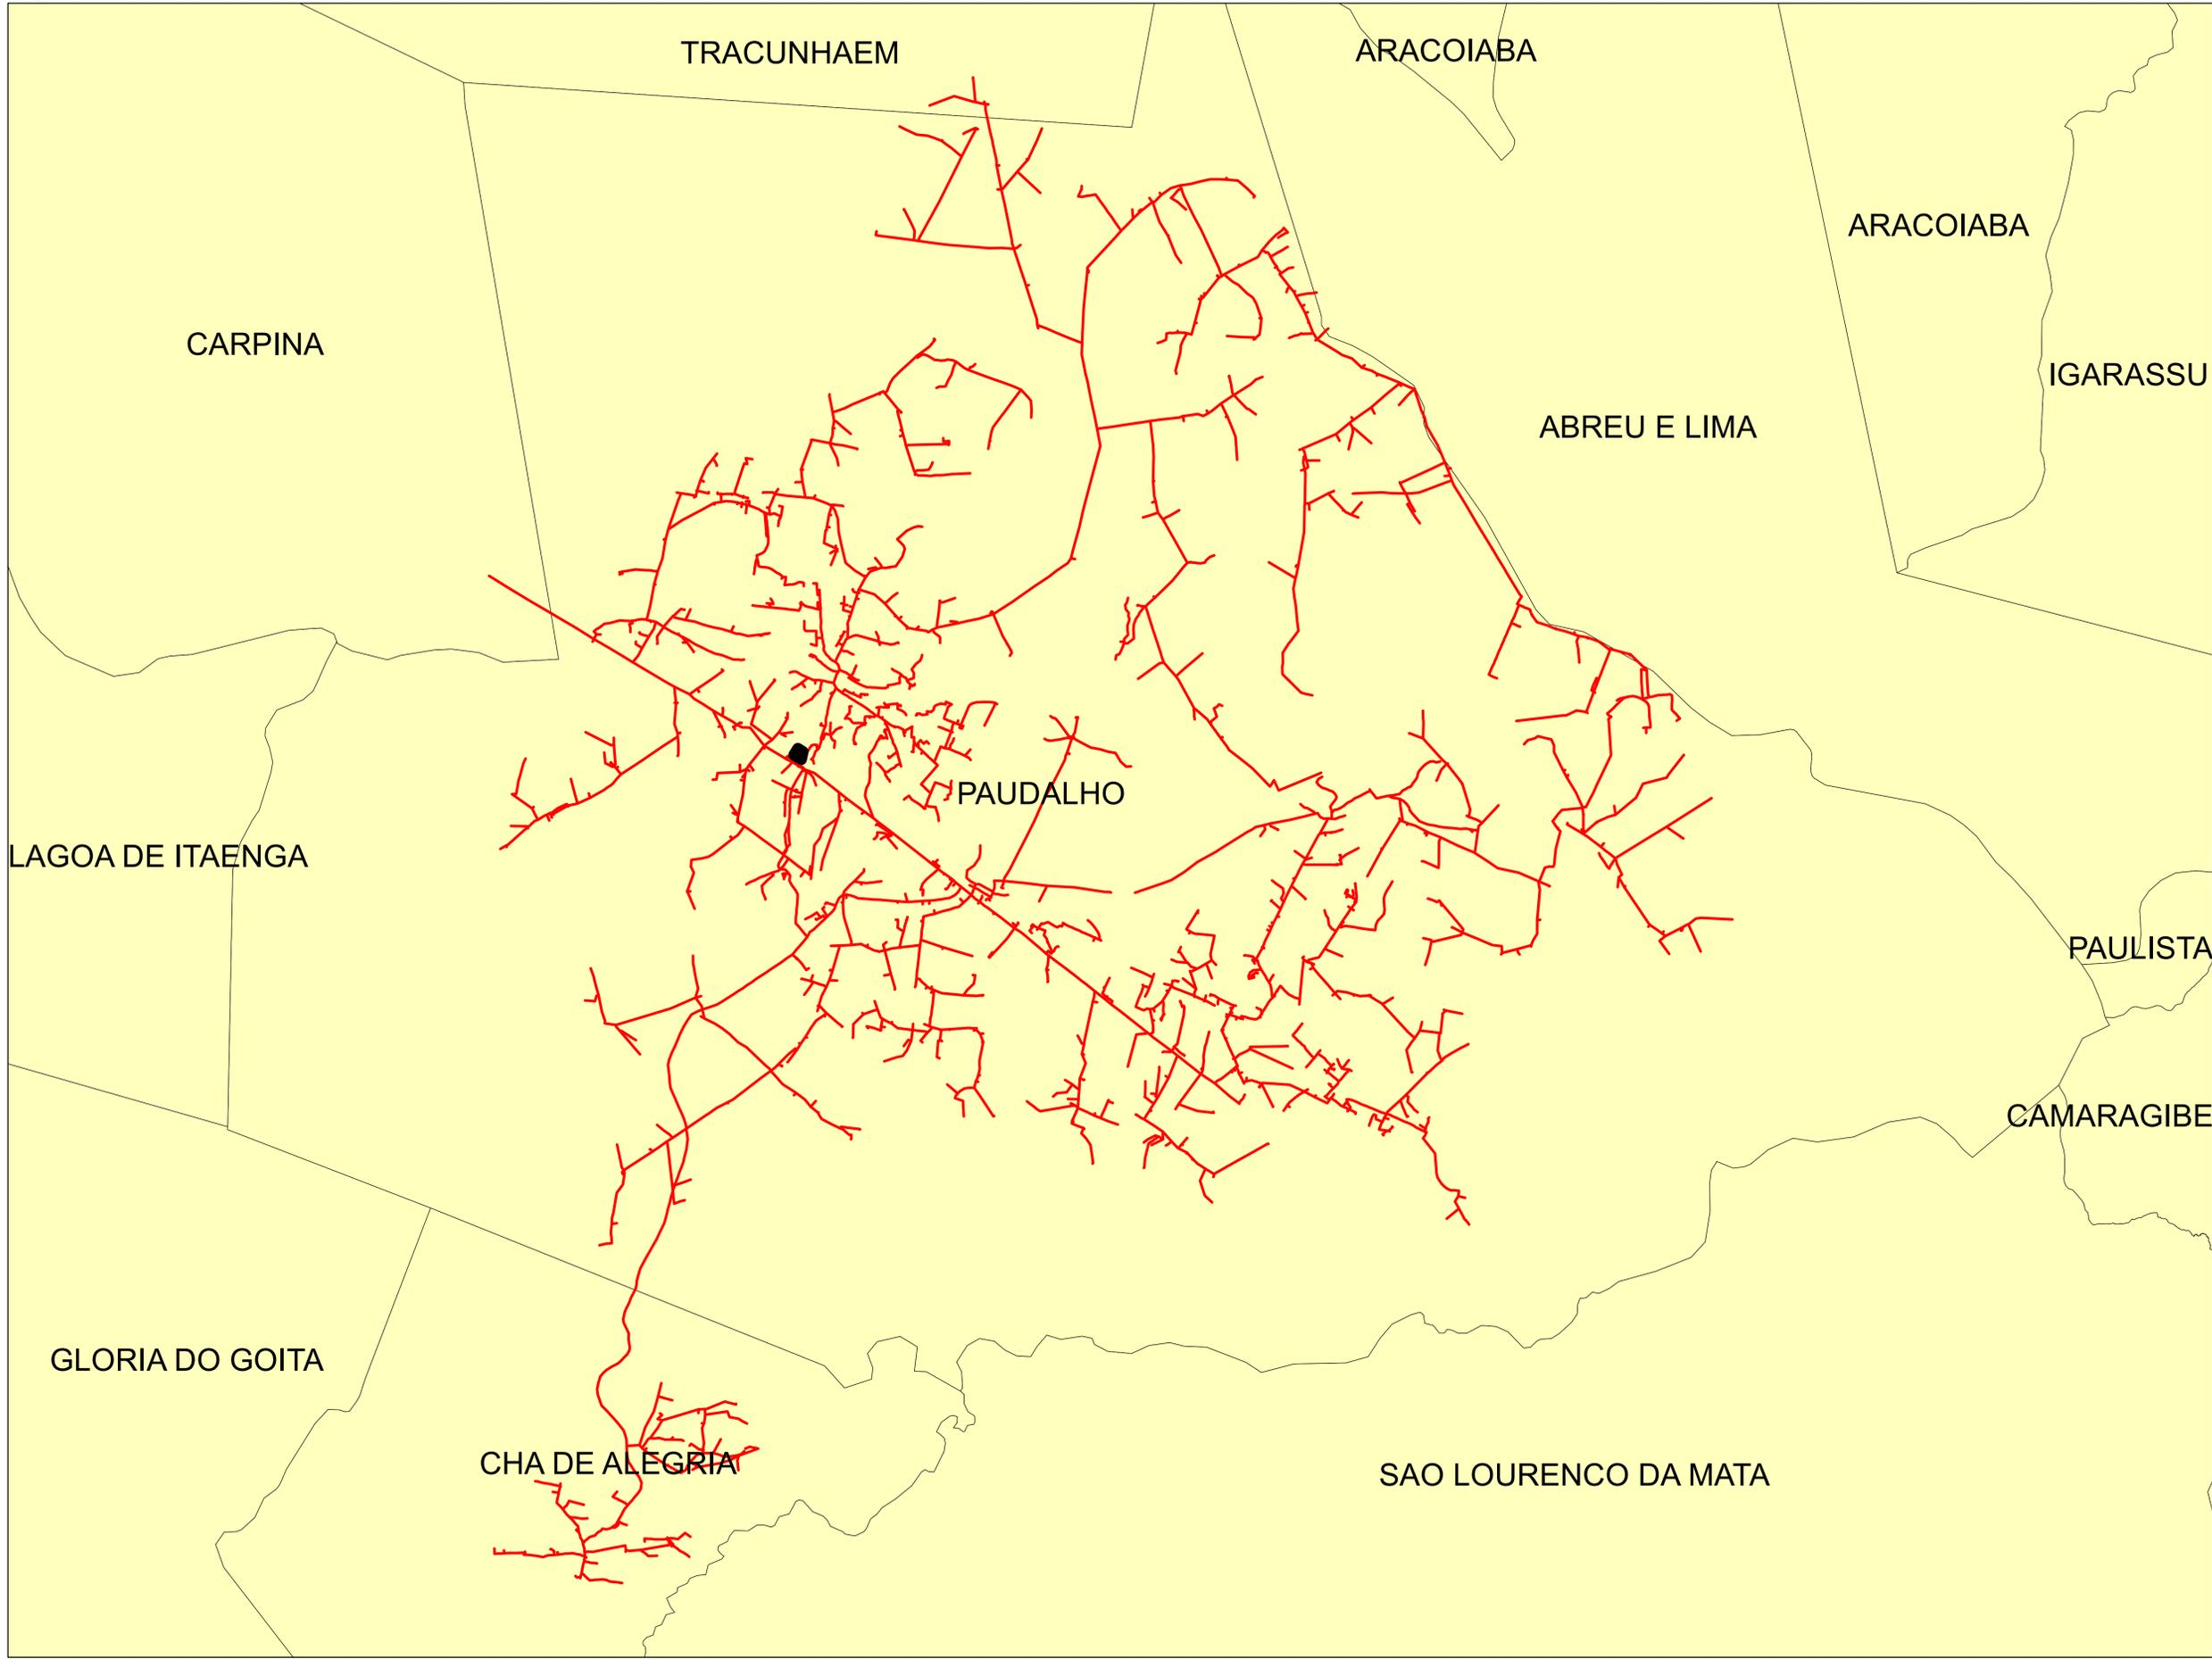 TRACUNHAEM
ARACOIABA
ARACOIABA
CARPINA
IGARASSU
ABREU E LIMA
PAUDALHO
LAGOA DE ITAENGA
PAULISTA
CAMARAGIBE
GLORIA DO GOITA
CHA DE ALEGRIA
SAO LOURENCO DA MATA